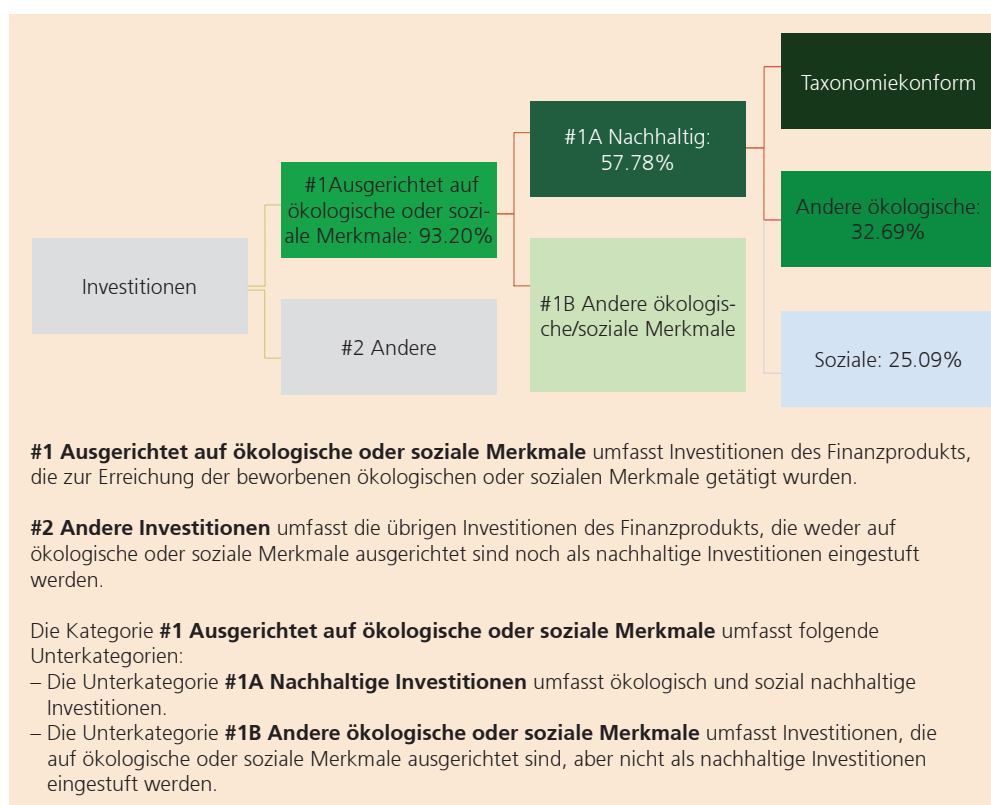 Taxonomiekonform
#1A Nachhaltig:
57.78%
#1Ausgerichtet auf
ökologische oder sozi-
ale Merkmale: 93.20%
Andere ökologische:
32.69%
Investitionen
#1B Andere ökologis-
che/soziale Merkmale
#2 Andere
Soziale: 25.09%
#1 Ausgerichtet auf ökologische oder soziale Merkmale umfasst Investitionen des Finanzprodukts,
die zur Erreichung der beworbenen ökologischen oder sozialen Merkmale getätigt wurden.
#2 Andere Investitionen umfasst die übrigen Investitionen des Finanzprodukts, die weder auf
ökologische oder soziale Merkmale ausgerichtet sind noch als nachhaltige Investitionen eingestuft
werden.
Die Kategorie #1 Ausgerichtet auf ökologische oder soziale Merkmale umfasst folgende
Unterkategorien:
– Die Unterkategorie #1A Nachhaltige Investitionen umfasst ökologisch und sozial nachhaltige
Investitionen.
– Die Unterkategorie #1B Andere ökologische oder soziale Merkmale umfasst Investitionen, die
auf ökologische oder soziale Merkmale ausgerichtet sind, aber nicht als nachhaltige Investitionen
eingestuft werden.